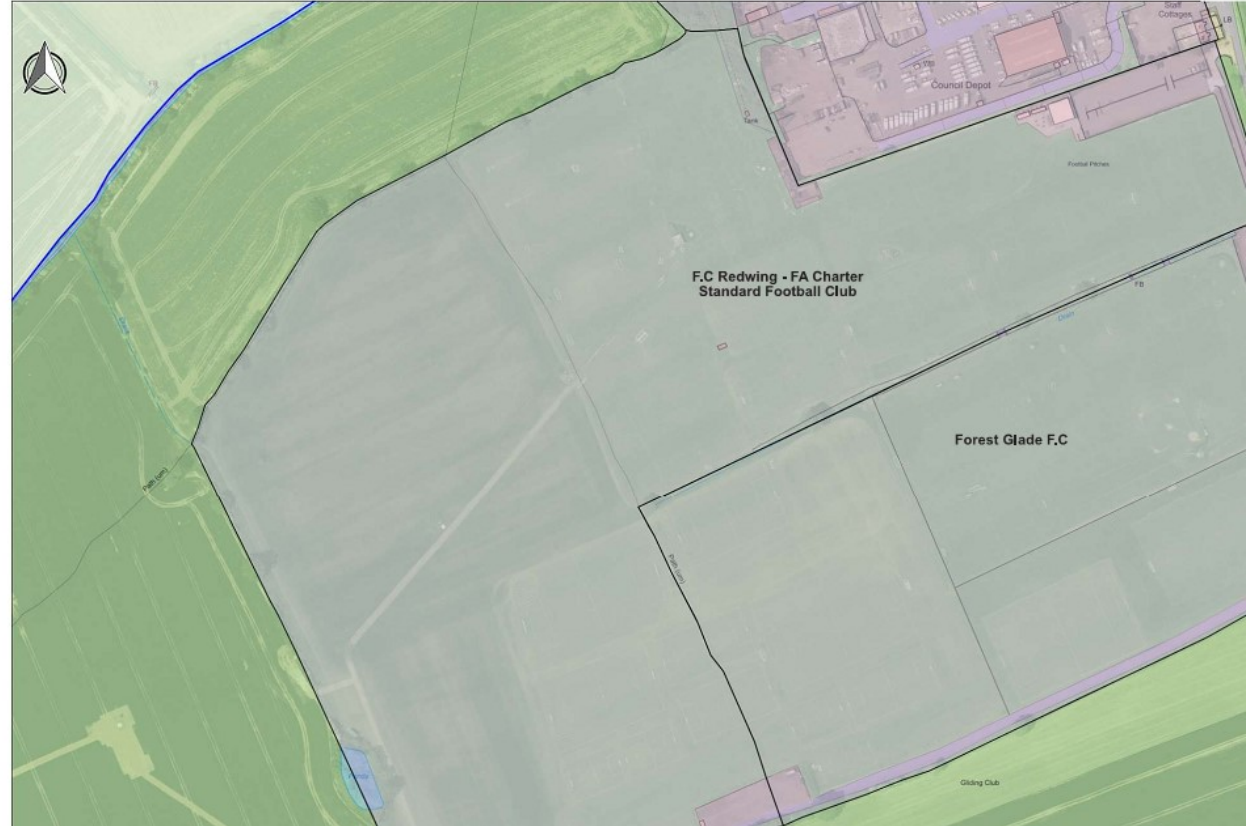 Staff
Cottages
LB
Council Depot
Tank
Football Pitches
F.C Redwing - FA Charter
Standard Football Club
FB
Drain
Drain
Forest Glade F.C
Path (um)
Path (um)
Gliding Club